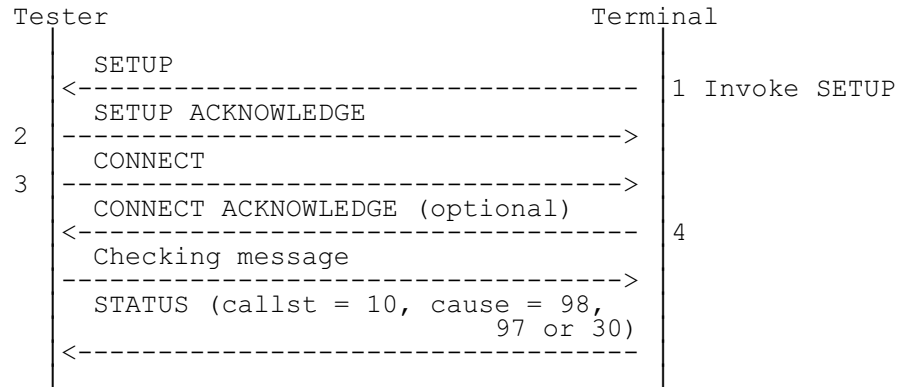 Tester Terminal
SETUP
1 Invoke SETUP
SETUP ACKNOWLEDGE
2
CONNECT
3
CONNECT ACKNOWLEDGE (optional)
4
Checking message
STATUS (callst = 10, cause = 98,
97 or 30)